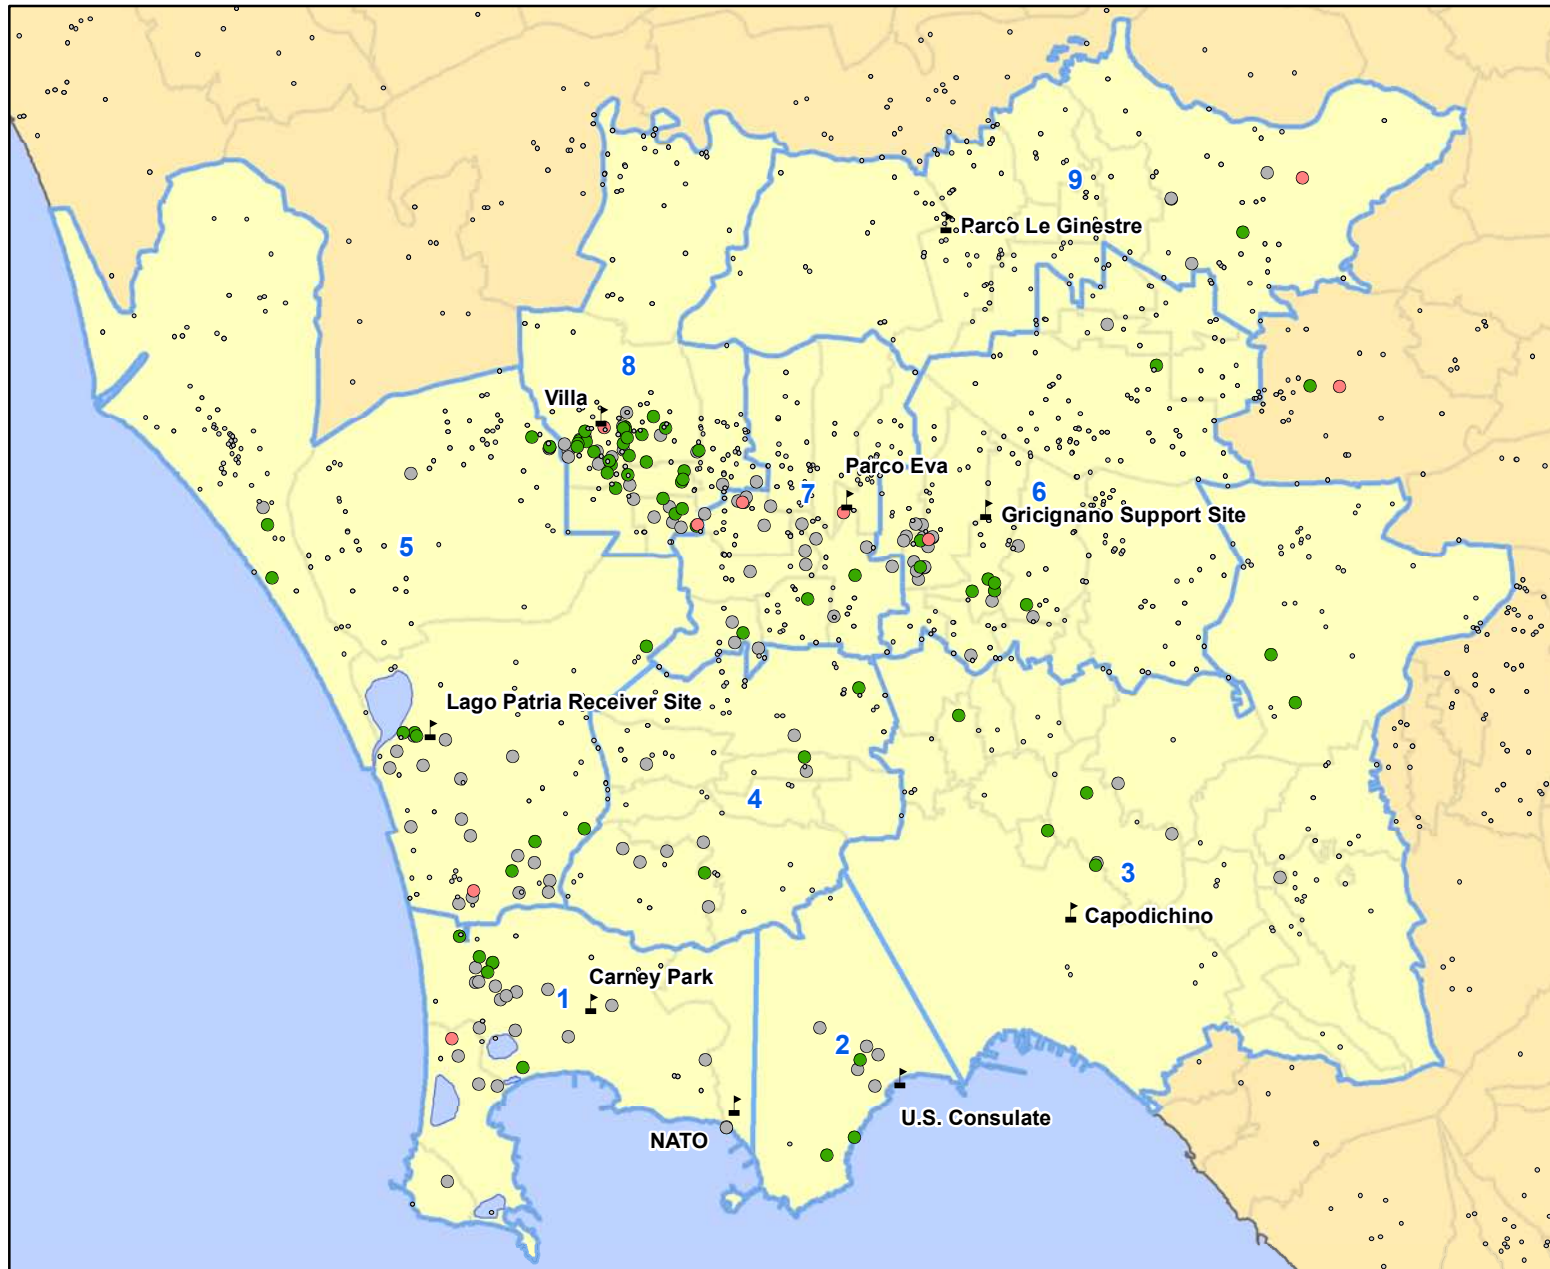 9
Parco Le Ginestre
8
Villa
Parco Eva
7
6
Gricignano Support Site
5
Lago Patria Receiver Site
4
3
Capodichino
Carney Park
1
2
U.S. Consulate
NATO